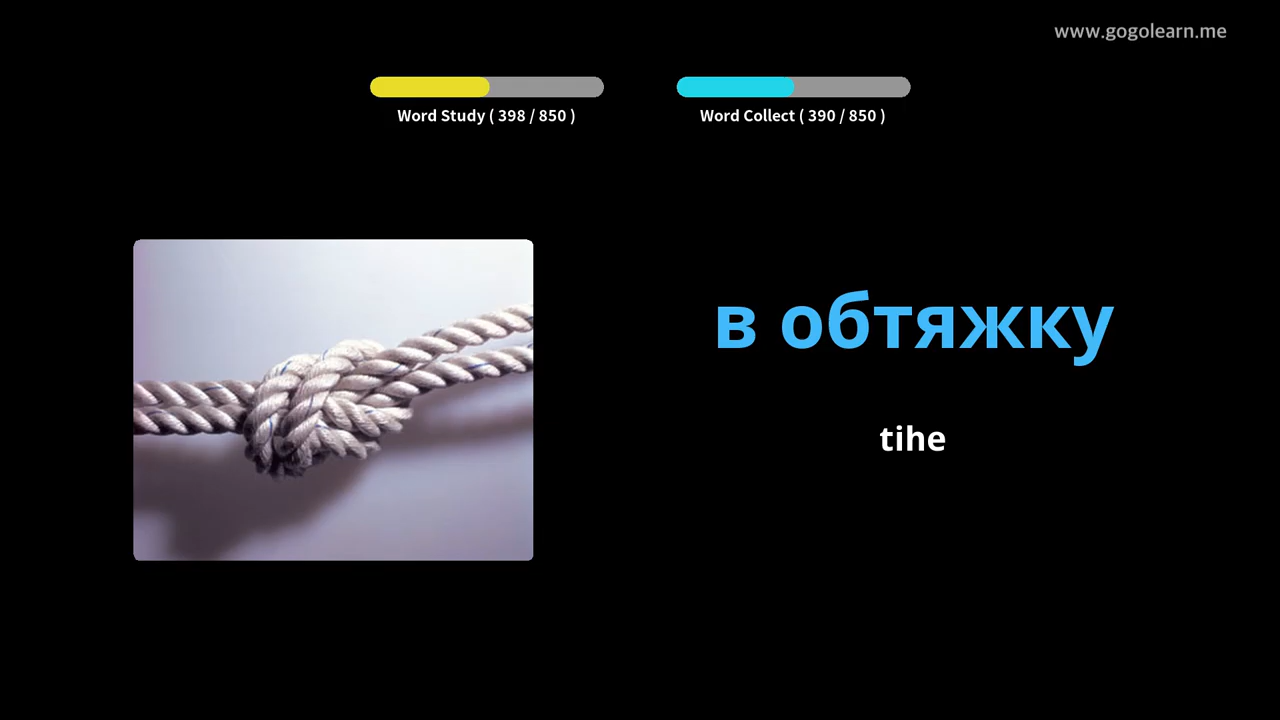 www.gogolearn.me
Word Study ( 398 / 850 )
Word Collect ( 390 / 850 )
в обтяжку
tihe